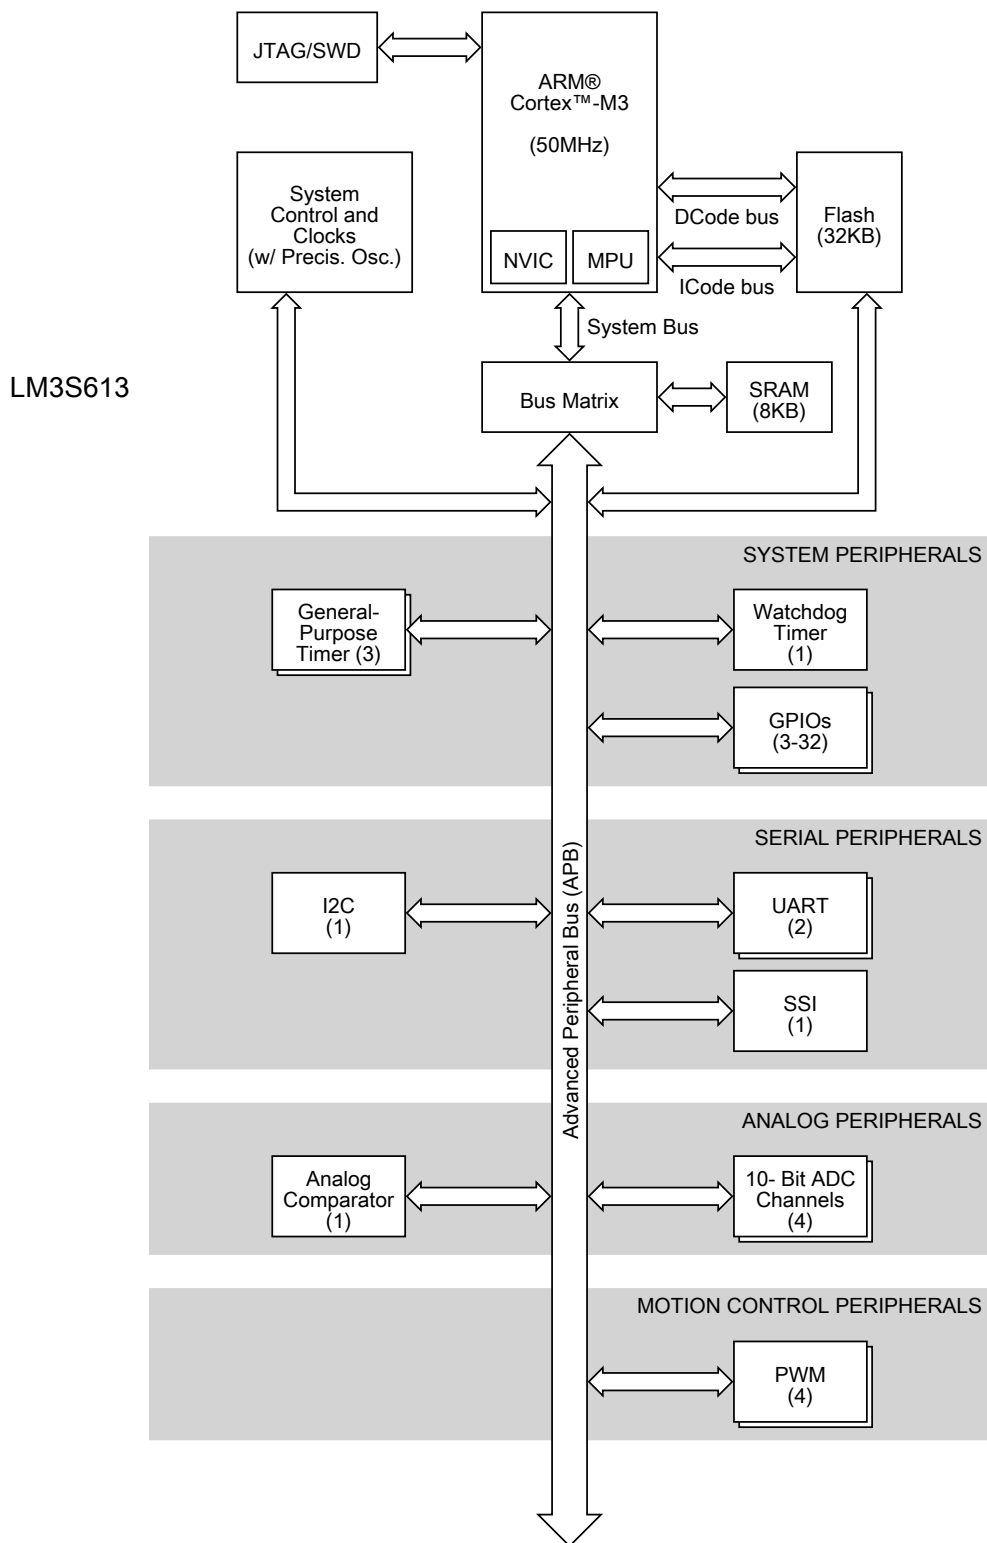 JTAG/SWD
ARM®
Cortex™-M3
(50MHz)
NVIC
MPU
System
Control and
Clocks
(w/ Precis. Osc.)
DCode bus
ICode bus
Flash
(32KB)
System Bus
LM3S613
Bus Matrix
SRAM
(8KB)
SYSTEM PERIPHERALS
General-
Purpose
Timer (3)
Watchdog
Timer
(1)
GPIOs
(3-32)
Advanced Peripheral Bus (APB)
SERIAL PERIPHERALS
I2C
(1)
UART
(2)
SSI
(1)
ANALOG PERIPHERALS
Analog
Comparator
(1)
10- Bit ADC
Channels
(4)
MOTION CONTROL PERIPHERALS
PWM
(4)